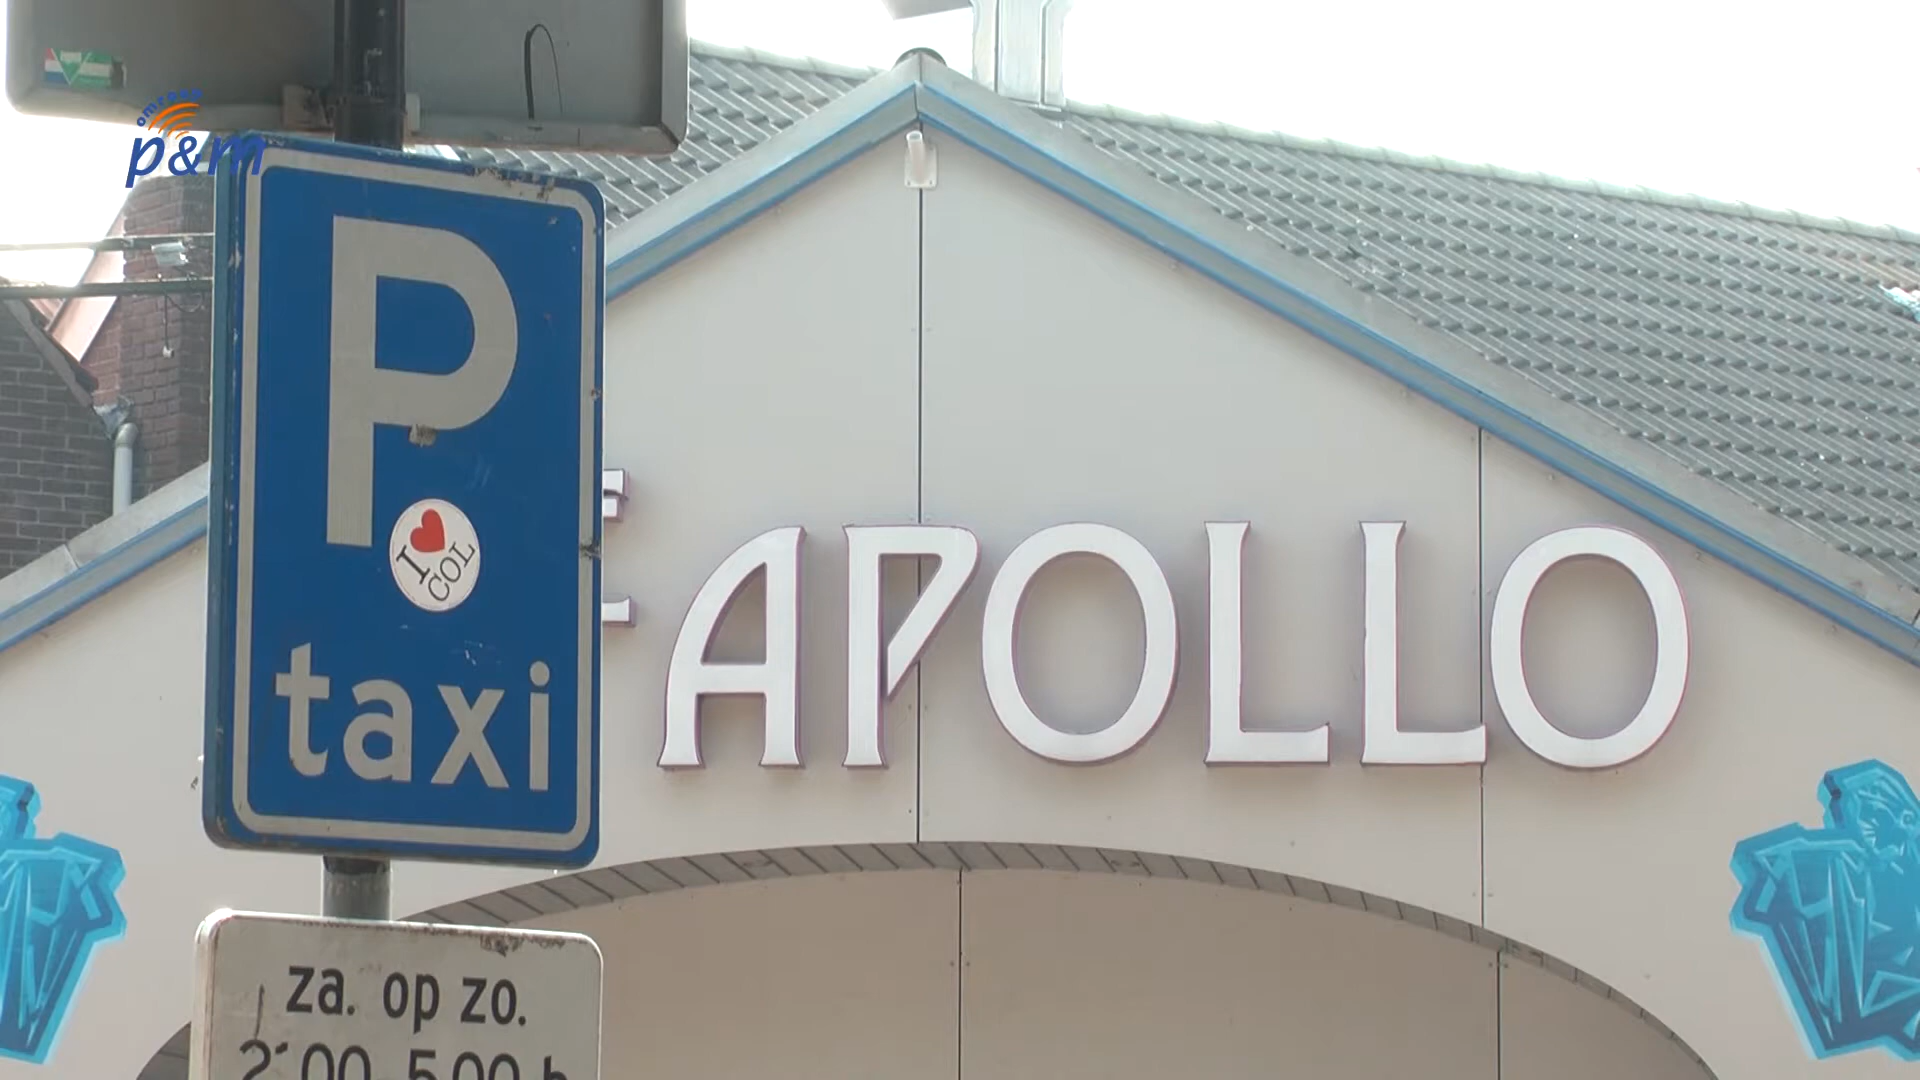 omroep
p&m
P
I
COL
taxi
APOLLO
za. op zo.